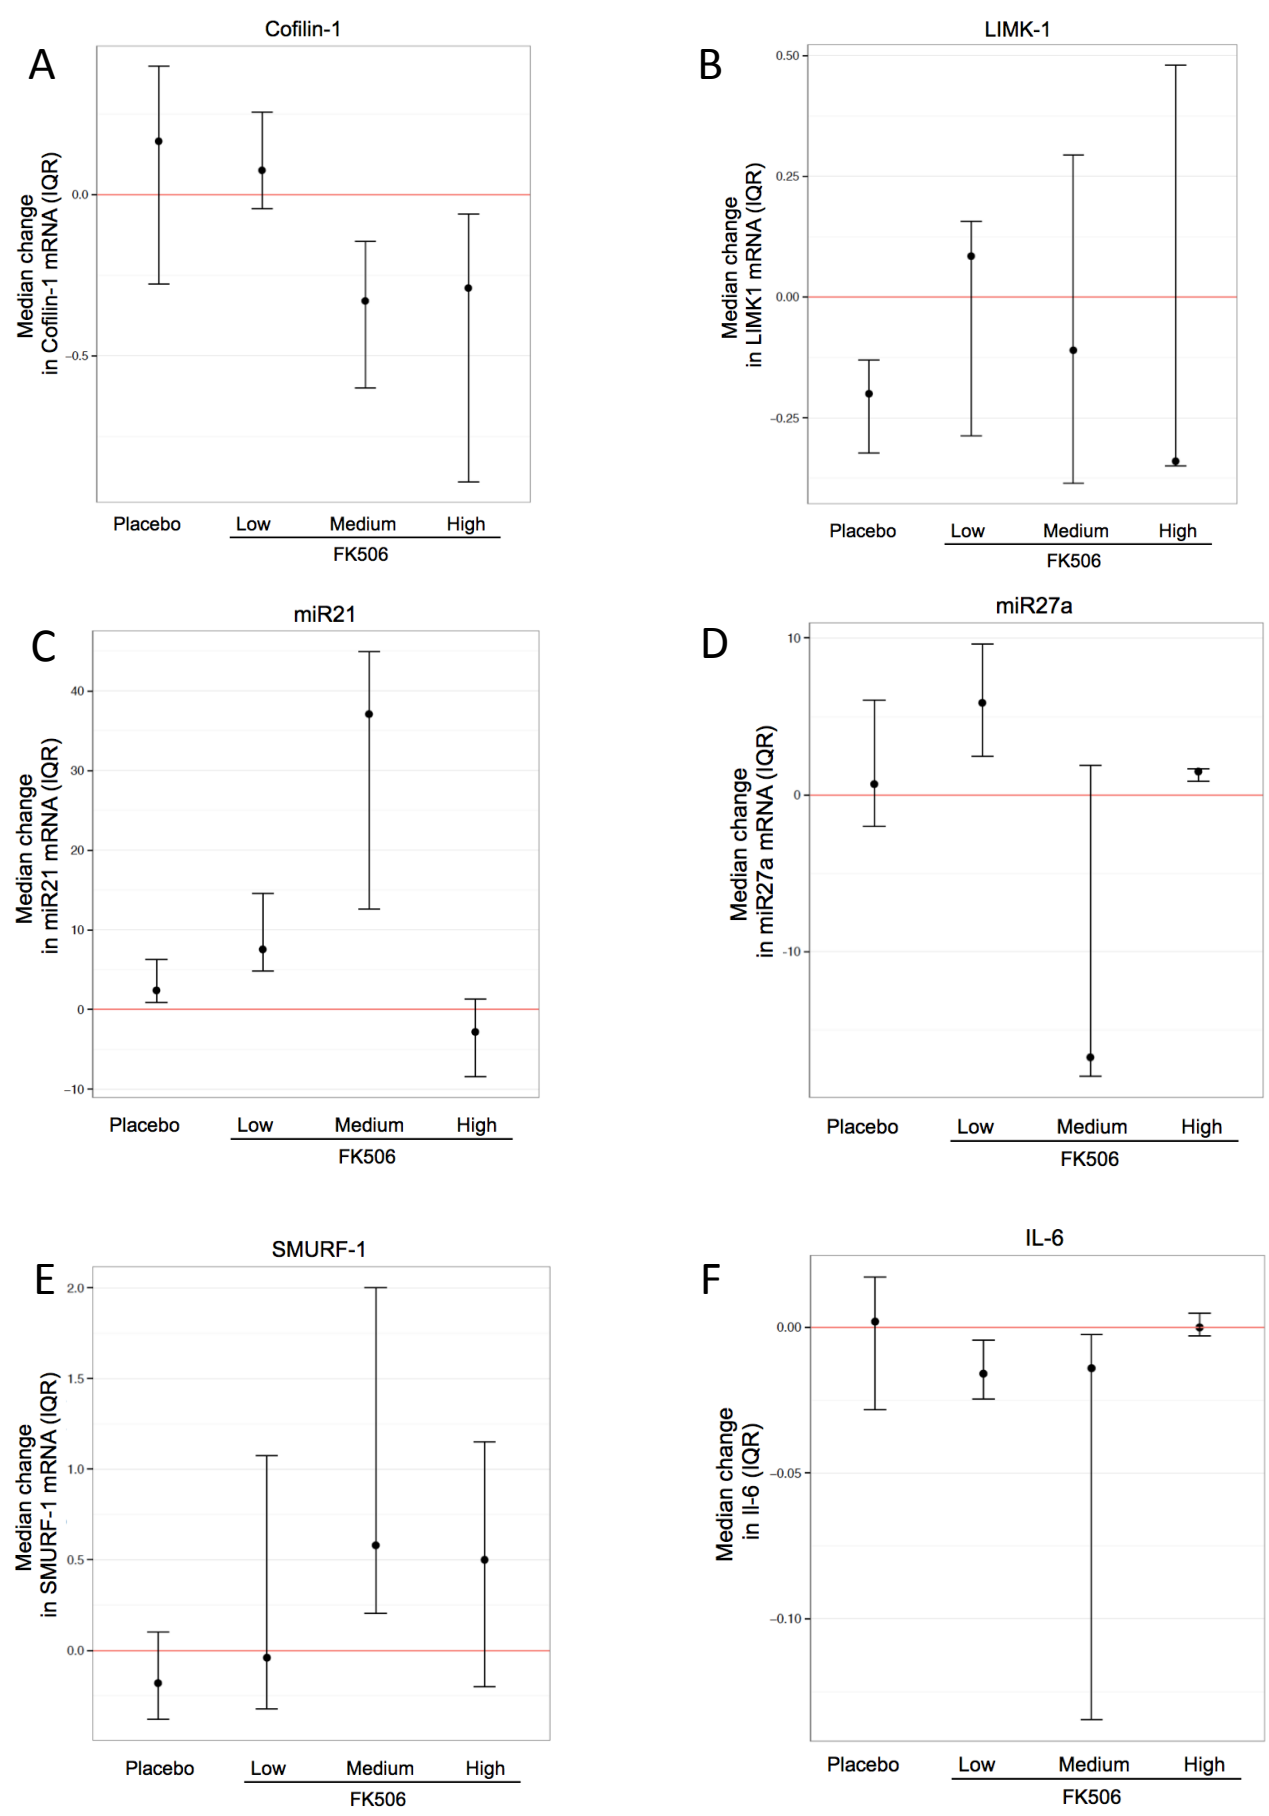 Cofilin-1
A
Median change
in Cofilin-1 mRNA (IQR)
0.0
−0.5
Placebo Low Medium High
FK506
LIMK-1
B
Median change
in LIMK1 mRNA (IQR)
0.50
0.25
0.00
−0.25
Placebo Low Medium High
FK506
miR21
C
Median change
in miR21 mRNA (IQR)
40
30
20
10
0
−10
Placebo Low Medium High
FK506
miR27a
D
Median change
in miR27a mRNA (IQR)
10
0
-10
Placebo Low Medium High
FK506
SMURF-1
E
Median change
in SMURF-1 mRNA (IQR)
2.0
1.5
1.0
0.5
0.0
Placebo Low Medium High
FK506
IL-6
F
Median change
in Il-6 (IQR)
0.00
−0.05
−0.10
Placebo Low Medium High
FK506